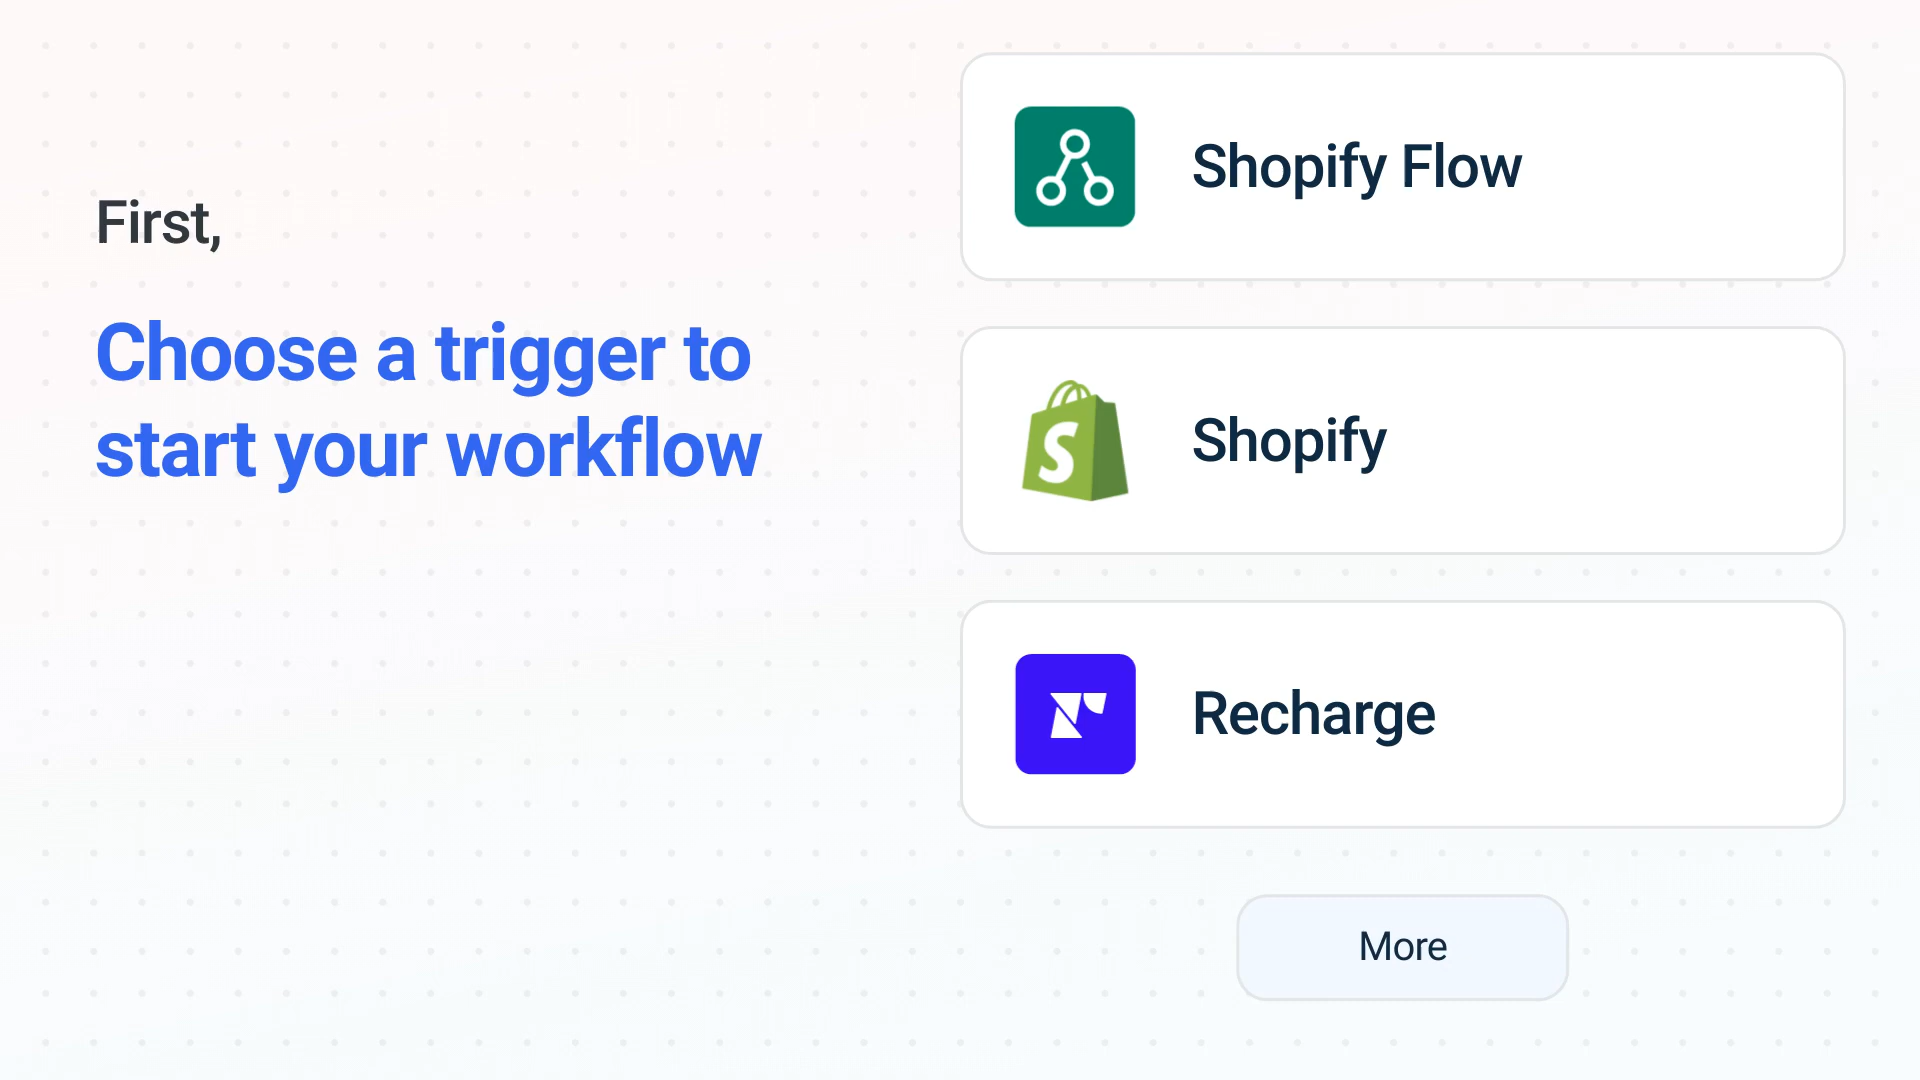 First,
Choose a trigger to
start your workflow
Shopify Flow
Shopify
Recharge
More